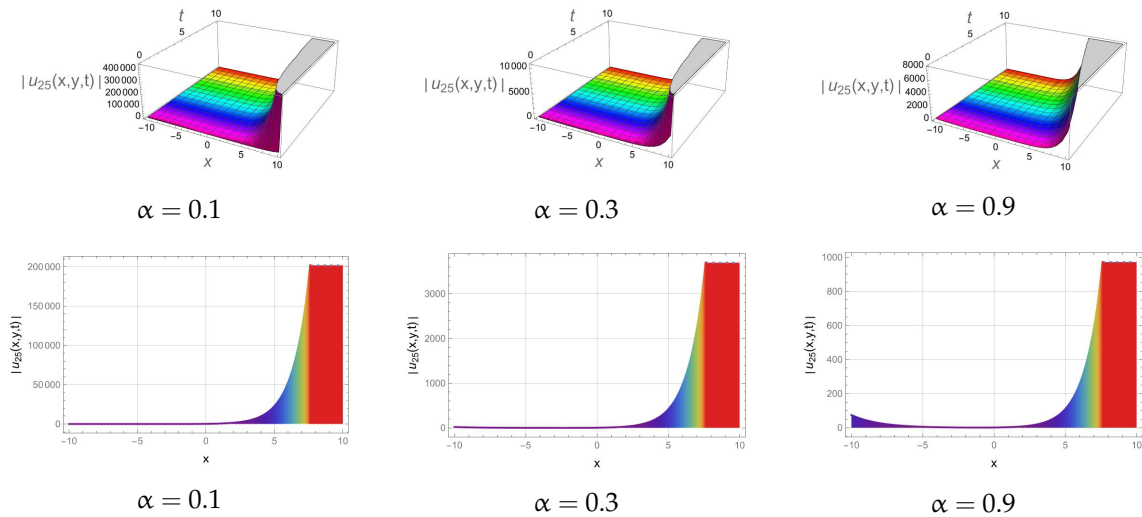 10
t
5
0
400 000
300 000
200 000
100 000
0
|u25(x,y,t)|
−10
−5
0
5
10
x
α = 0.1
10
t
5
0
10 000
5000
0
|u25(x,y,t)|
−10
−5
0
5
10
x
α = 0.3
10
t
5
0
8000
6000
4000
2000
0
|u25(x,y,t)|
−10
−5
0
5
10
x
α = 0.9
200 000
150 000
100 000
50 000
0
|u25(x,y,t)|
−10 −5 0 5 10
x
α = 0.1
3000
2000
1000
0
|u25(x,y,t)|
−10 −5 0 5 10
x
α = 0.3
1000
800
600
400
200
0
|u25(x,y,t)|
−10 −5 0 5 10
x
α = 0.9